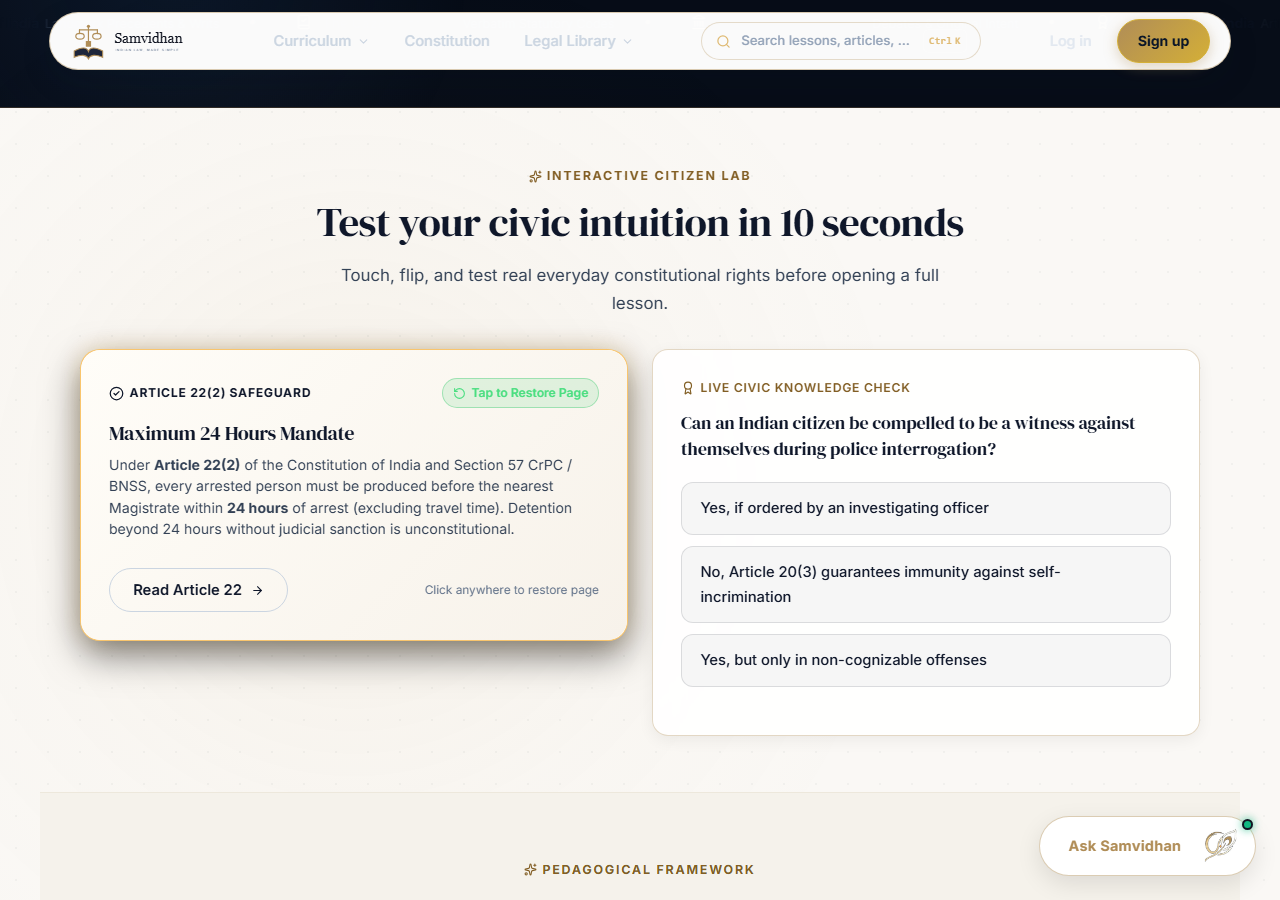 Samvidhan
Curriculum
Constitution
Legal Library
Search lessons, articles, ...
Ctrl K
Log in
Sign up
INTERACTIVE CITIZEN LAB
Test your civic intuition in 10 seconds
Touch, flip, and test real everyday constitutional rights before opening a full
lesson.
ARTICLE 22(2) SAFEGUARD
Tap to Restore Page
Maximum 24 Hours Mandate
Under Article 22(2) of the Constitution of India and Section 57 CrPC /
BNSS, every arrested person must be produced before the nearest
Magistrate within 24 hours of arrest (excluding travel time). Detention
beyond 24 hours without judicial sanction is unconstitutional.
Read Article 22
Click anywhere to restore page
LIVE CIVIC KNOWLEDGE CHECK
Can an Indian citizen be compelled to be a witness against
themselves during police interrogation?
Yes, if ordered by an investigating officer
No, Article 20(3) guarantees immunity against self-
incrimination
Yes, but only in non-cognizable offenses
PEDAGOGICAL FRAMEWORK
Ask Samvidhan